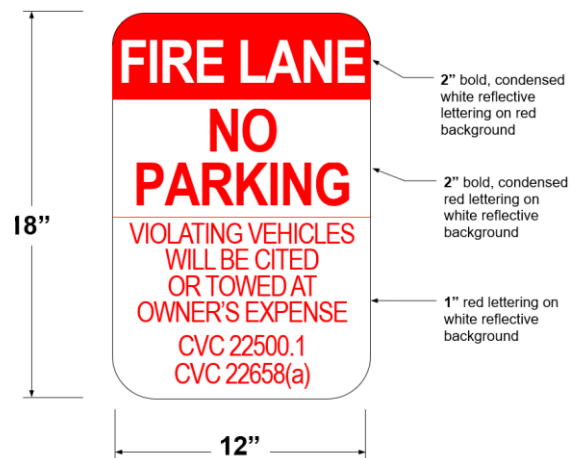 FIRE LANE
NO
PARKING
VIOLATING VEHICLES
WILL BE CITED
OR TOWED AT
OWNER'S EXPENSE
CVC 22500.1
CVC 22658(a)
18”
12”
2” bold, condensed
white reflective
lettering on red
background
2” bold, condensed
red lettering on
white reflective
background
1” red lettering on
white reflective
background